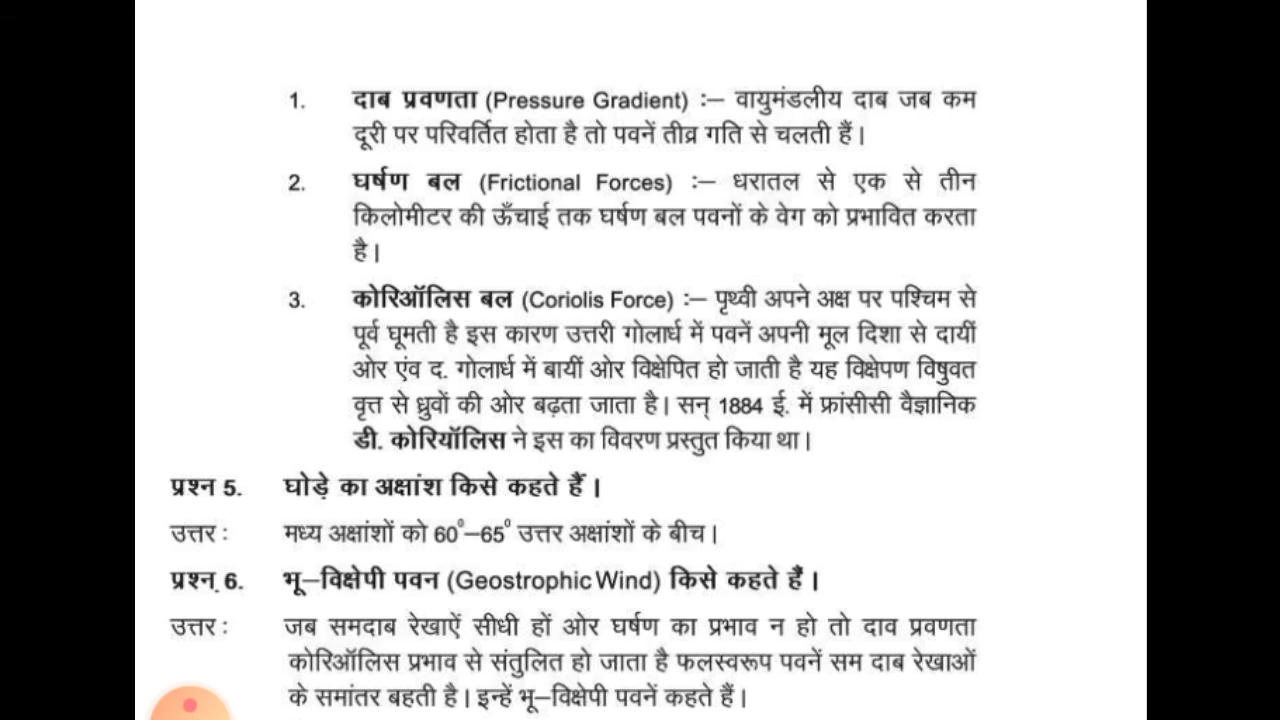 1. दाब प्रवणता (Pressure Gradient) :– वायुमंडलीय दाब जब कम
दूरी पर परिवर्तित होता है तो पवनें तीव्र गति से चलती हैं।
2. घर्षण बल (Frictional Forces) :– धरातल से एक से तीन
किलोमीटर की ऊँचाई तक घर्षण बल पवनों के वेग को प्रभावित करता
है।
3. कोरिऑलिस बल (Coriolis Force) :– पृथ्वी अपने अक्ष पर पश्चिम से
पूर्व घूमती है इस कारण उत्तरी गोलार्ध में पवनें अपनी मूल दिशा से दायीं
ओर एंव द. गोलार्ध में बायीं ओर विक्षेपित हो जाती है यह विक्षेपण विषुवत
वृत्त से ध्रुवों की ओर बढ़ता जाता है। सन् 1884 ई. में फ्रांसीसी वैज्ञानिक
डी. कोरियॉलिस ने इस का विवरण प्रस्तुत किया था।
प्रश्न 5. घोड़े का अक्षांश किसे कहते हैं।
उत्तर : मध्य अक्षांशों को 60⁰–65⁰ उत्तर अक्षांशों के बीच।
प्रश्न 6. भू–विक्षेपी पवन (Geostrophic Wind) किसे कहते हैं।
उत्तर : जब समदाब रेखाऐं सीधी हों ओर घर्षण का प्रभाव न हो तो दाव प्रवणता
कोरिऑलिस प्रभाव से संतुलित हो जाता है फलस्वरूप पवनें सम दाब रेखाओं
के समांतर बहती है। इन्हें भू–विक्षेपी पवनें कहते हैं।